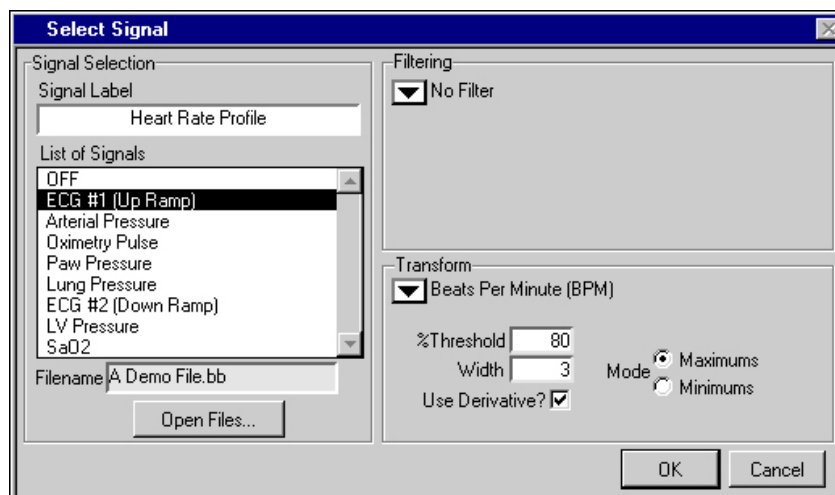 Select Signal
Signal Selection
Signal Label
Heart Rate Profile
List of Signals
OFF
ECG #1 (Up Ramp)
Arterial Pressure
Oximetry Pulse
Paw Pressure
Lung Pressure
ECG #2 (Down Ramp)
LV Pressure
SaO2
Filename A Demo File.bb
Open Files...
Filtering
No Filter
Transform
Beats Per Minute (BPM)
%Threshold 80
Width 3
Use Derivative?
Mode
Maximums
Minimums
OK
Cancel